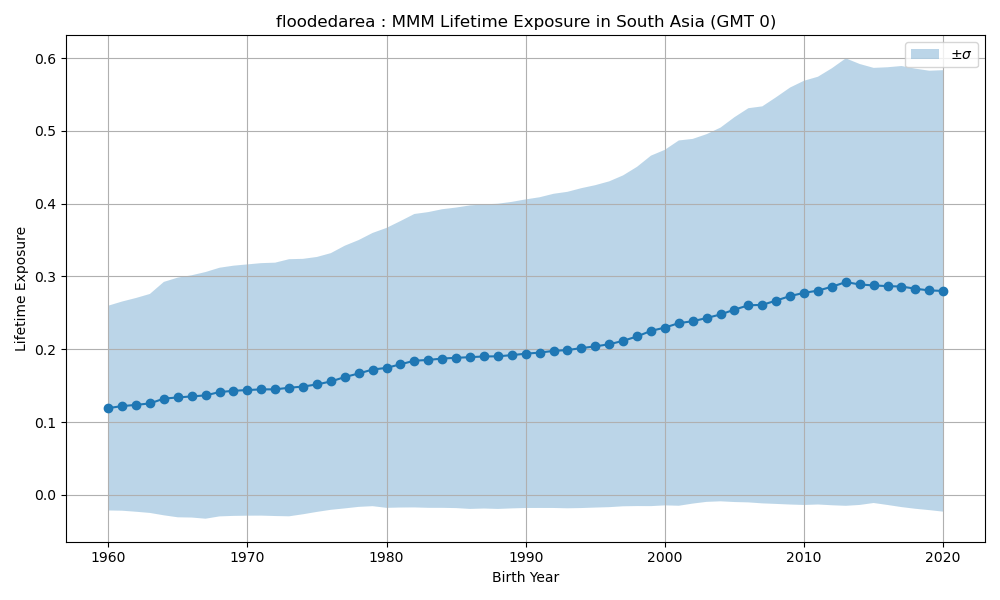 floodedarea : MMM Lifetime Exposure in South Asia (GMT 0)
±σ
0.6
0.5
0.4
0.3
0.2
0.1
0.0
Lifetime Exposure
1960 1970 1980 1990 2000 2010 2020
Birth Year